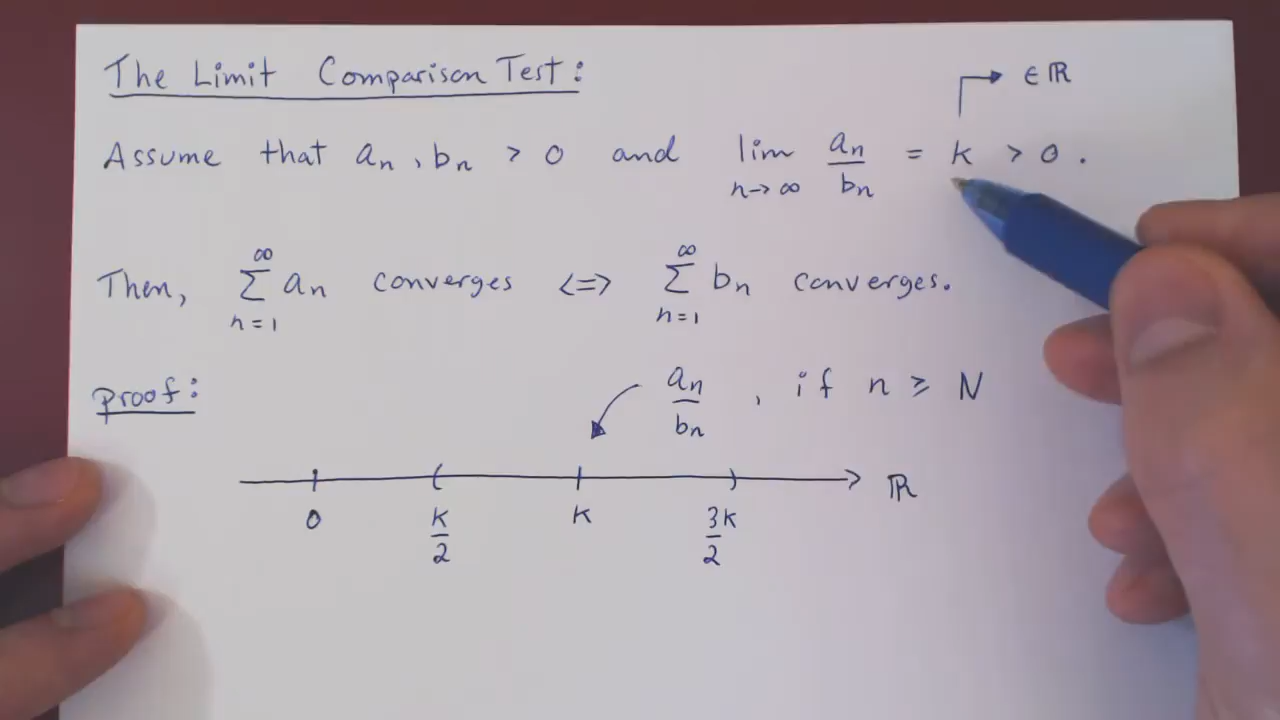 The Limit Comparison Test:
→ ∈ ℝ
Assume that aₙ, bₙ > 0 and lim n→∞ aₙ/bₙ = k > 0.
Then, ∞ ∑ n=1 aₙ converges <=> ∞ ∑ n=1 bₙ converges.
proof:
aₙ/bₙ, if n ≥ N
ℝ
0 k/2 k 3k/2